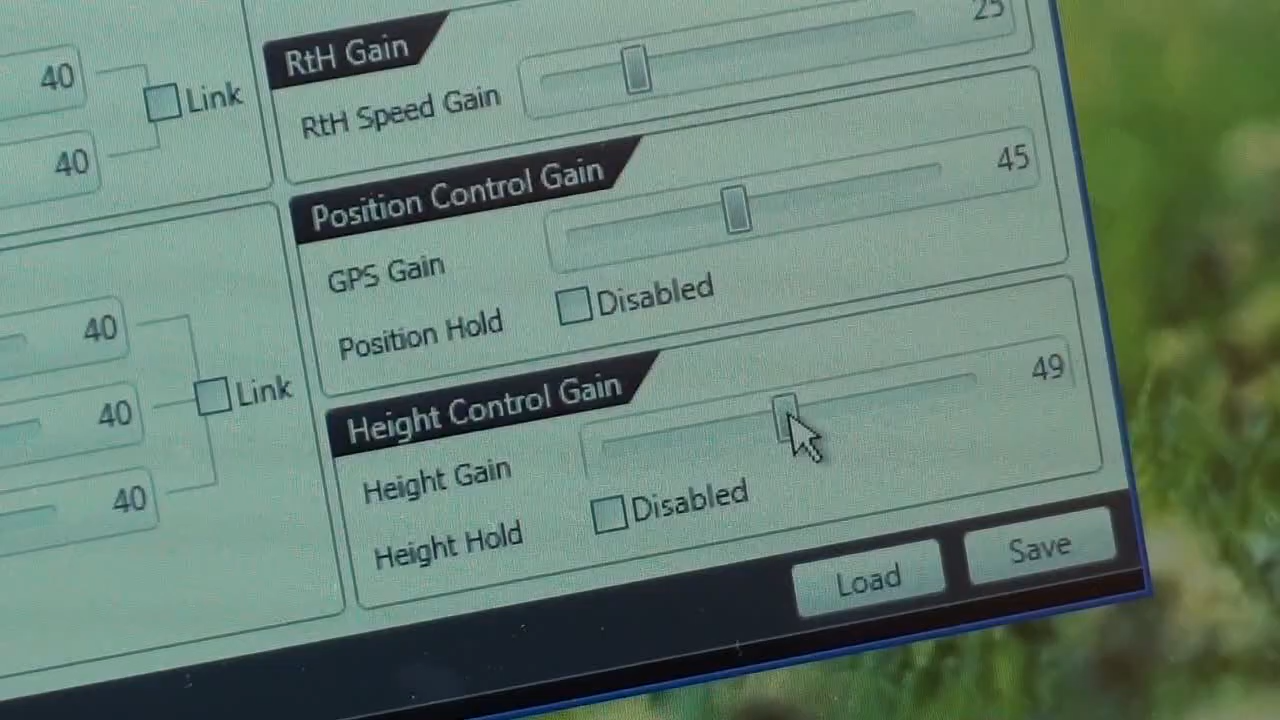 40
Link
40
RtH Gain
RtH Speed Gain
25
Position Control Gain
GPS Gain
45
Position Hold
Disabled
40
40
Link
40
Height Control Gain
Height Gain
49
Height Hold
Disabled
Load
Save